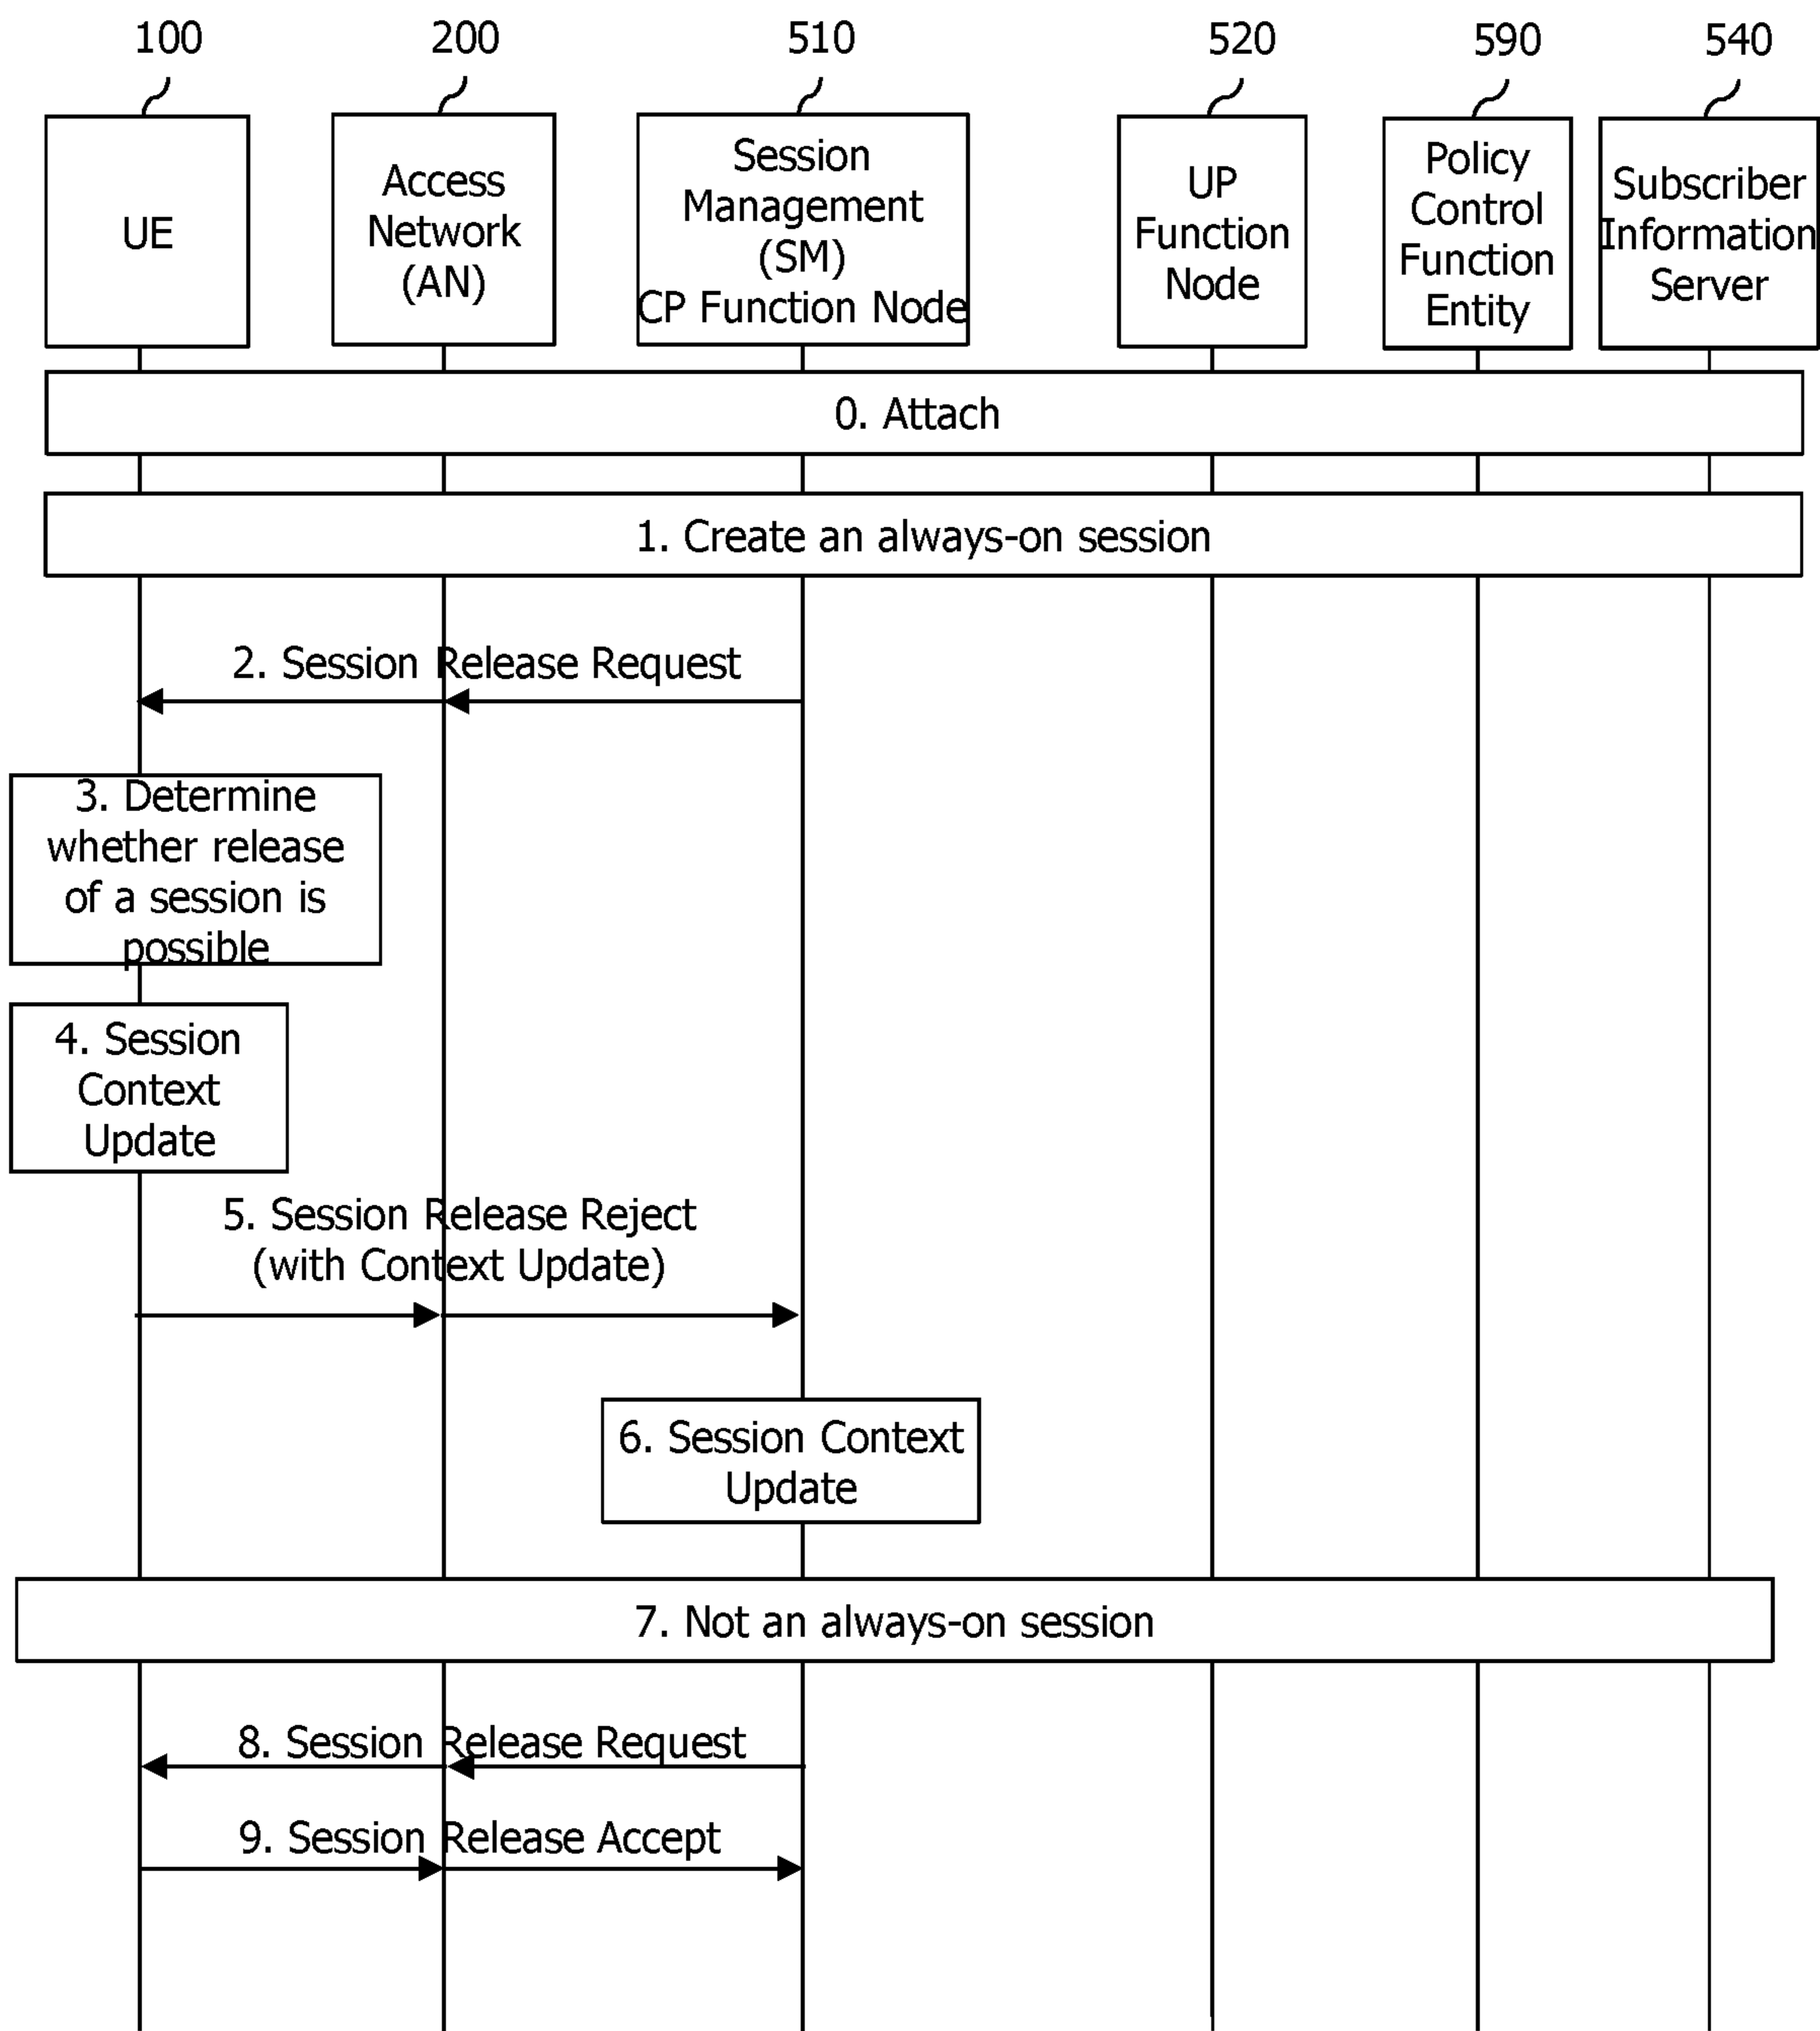 100 200 510 520 590 540
UE
Access
Network
(AN)
Session
Management
(SM)
CP Function Node
UP
Function
Node
Policy
Control
Function
Entity
Subscriber
Information
Server
0. Attach
1. Create an always-on session
2. Session Release Request
3. Determine
whether release
of a session is
possible
4. Session
Context
Update
5. Session Release Reject
(with Context Update)
6. Session Context
Update
7. Not an always-on session
8. Session Release Request
9. Session Release Accept